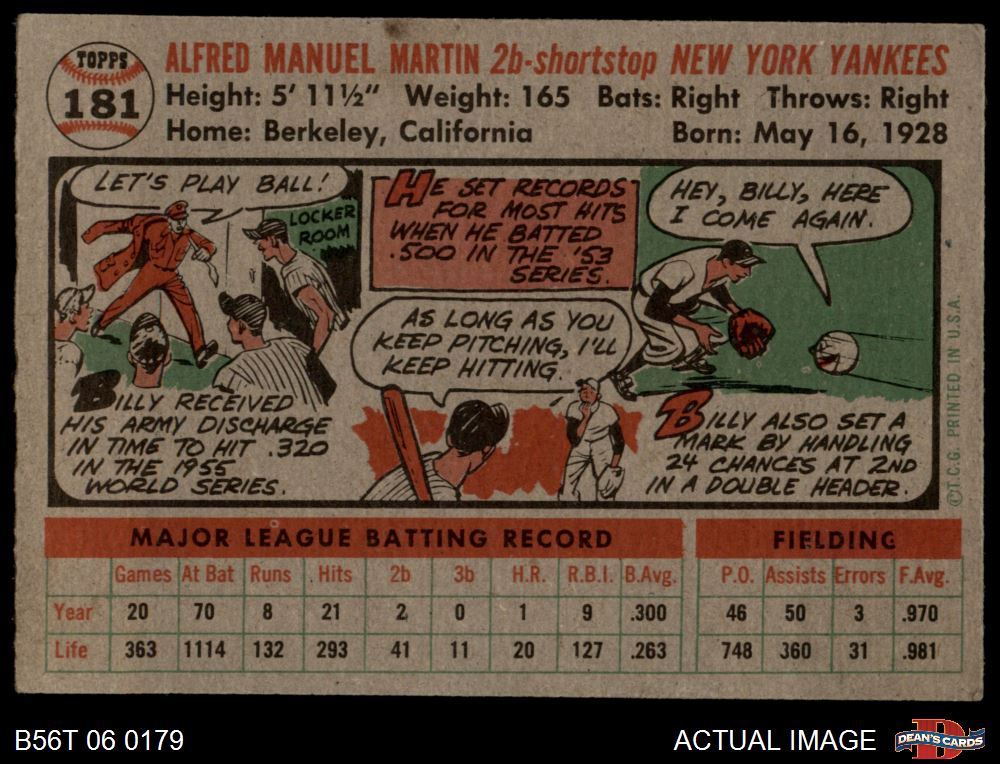 TOPPS
181
ALFRED MANUEL MARTIN 2b-shortstop NEW YORK YANKEES
Height: 5' 11½" Weight: 165 Bats: Right Throws: Right
Home: Berkeley, California Born: May 16, 1928
LET'S PLAY BALL!
LOCKER
ROOM
BILLY RECEIVED
HIS ARMY DISCHARGE
IN TIME TO HIT .320
IN THE 1955
WORLD SERIES.
HE SET RECORDS
FOR MOST HITS
WHEN HE BATTED
.500 IN THE '53
SERIES.
AS LONG AS YOU
KEEP PITCHING, I'LL
KEEP HITTING.
HEY, BILLY, HERE
I COME AGAIN.
BILLY ALSO SET A
MARK BY HANDLING
24 CHANCES AT 2ND
IN A DOUBLE HEADER.
©T.C.G. PRINTED IN U.S.A.
MAJOR LEAGUE BATTING RECORD FIELDING
Games At Bat Runs Hits 2b 3b H.R. R.B.I. B.Avg. P.O. Assists Errors F.Avg.
Year 20 70 8 21 2 0 1 9 .300 46 50 3 .970
Life 363 1114 132 293 41 11 20 127 .263 748 360 31 .981
B56T 06 0179 ACTUAL IMAGE
DEAN'S CARDS